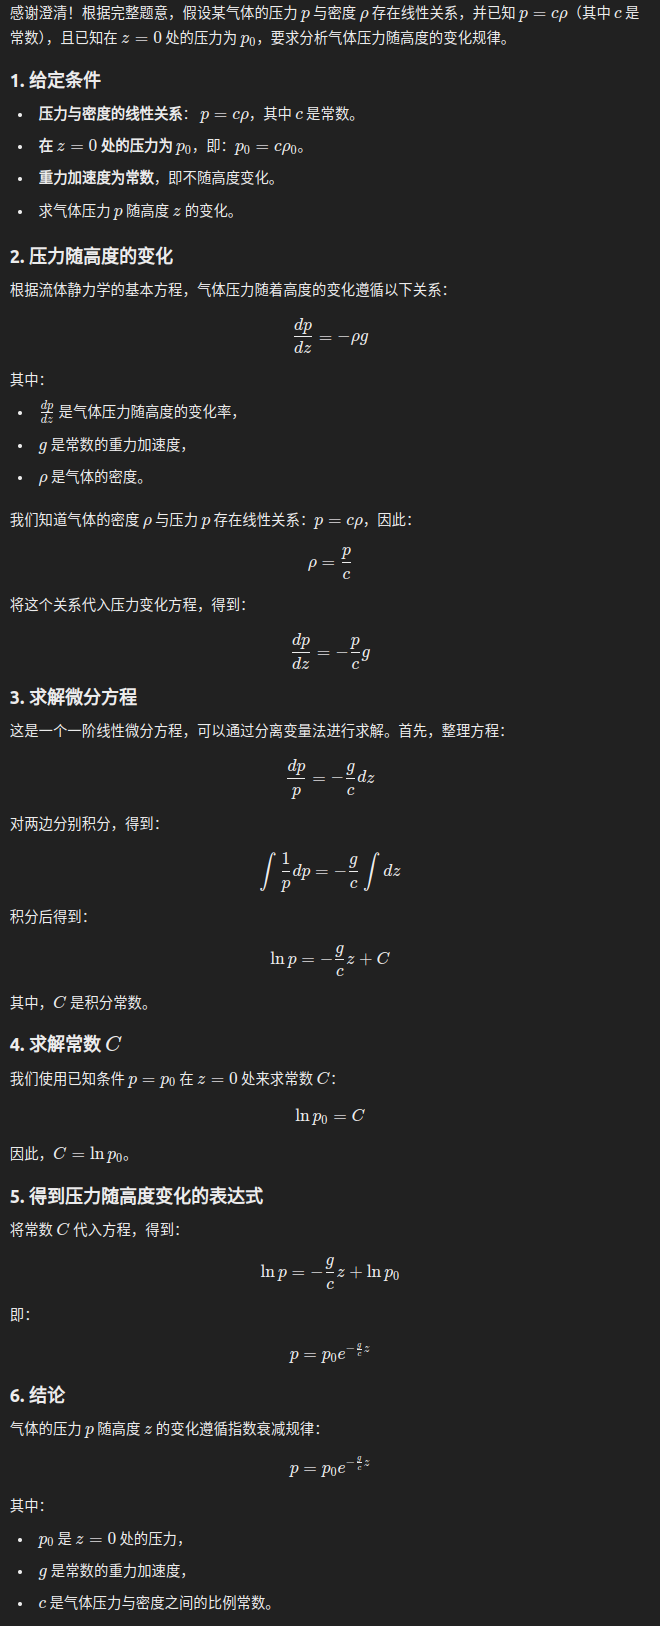 感谢澄清！根据完整题意，假设某气体的压力 p 与密度 ρ 存在线性关系，并已知 p = cρ（其中 c 是
常数），且已知在 z = 0 处的压力为 p₀，要求分析气体压力随高度的变化规律。
1. 给定条件
• 压力与密度的线性关系： p = cρ，其中 c 是常数。
• 在 z = 0 处的压力为 p₀，即：p₀ = cρ₀。
• 重力加速度为常数，即不随高度变化。
• 求气体压力 p 随高度 z 的变化。
2. 压力随高度的变化
根据流体静力学的基本方程，气体压力随着高度的变化遵循以下关系：
\frac{dp}{dz} = -ρg
其中：
• \frac{dp}{dz} 是气体压力随高度的变化率，
• g 是常数的重力加速度，
• ρ 是气体的密度。
我们知道气体的密度 ρ 与压力 p 存在线性关系：p = cρ，因此：
ρ = \frac{p}{c}
将这个关系代入压力变化方程，得到：
\frac{dp}{dz} = -\frac{p}{c}g
3. 求解微分方程
这是一个一阶线性微分方程，可以通过分离变量法进行求解。首先，整理方程：
\frac{dp}{p} = -\frac{g}{c}dz
对两边分别积分，得到：
\int \frac{1}{p}dp = -\frac{g}{c} \int dz
积分后得到：
\ln p = -\frac{g}{c}z + C
其中，C 是积分常数。
4. 求解常数 C
我们使用已知条件 p = p₀ 在 z = 0 处来求常数 C：
\ln p₀ = C
因此，C = ln p₀。
5. 得到压力随高度变化的表达式
将常数 C 代入方程，得到：
\ln p = -\frac{g}{c}z + \ln p₀
即：
p = p₀e^{-\frac{g}{c}z}
6. 结论
气体的压力 p 随高度 z 的变化遵循指数衰减规律：
p = p₀e^{-\frac{g}{c}z}
其中：
• p₀ 是 z = 0 处的压力，
• g 是常数的重力加速度，
• c 是气体压力与密度之间的比例常数。